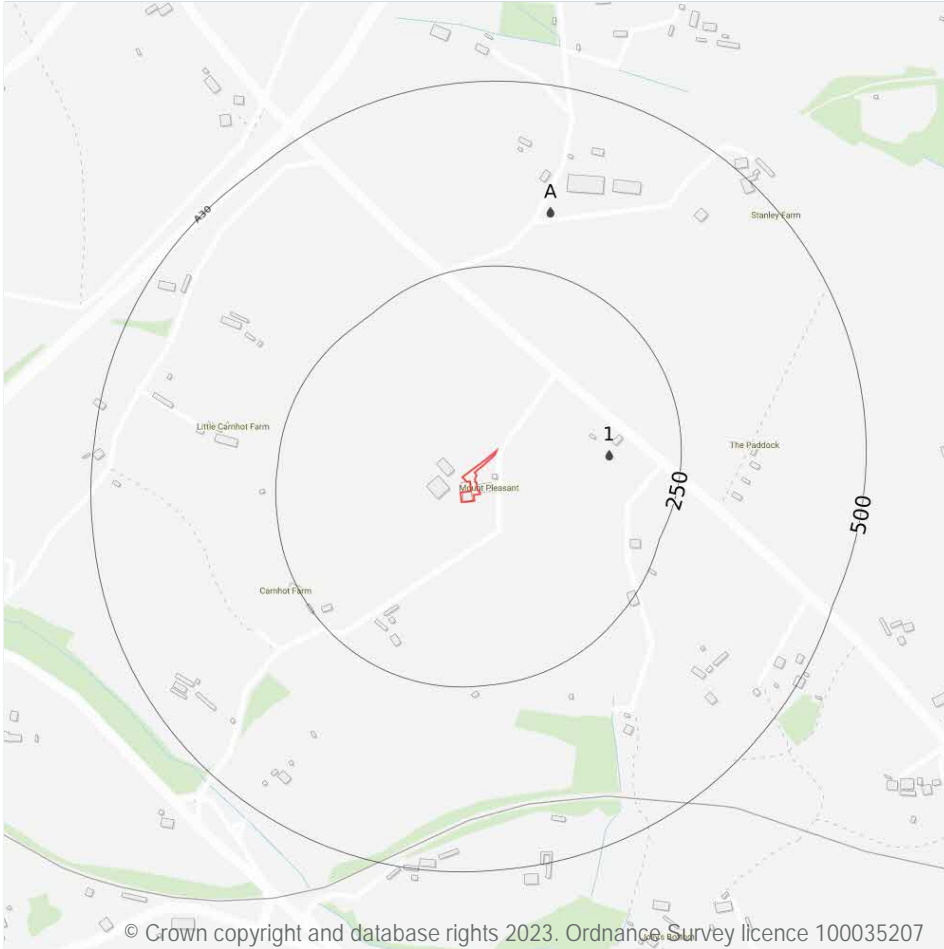 A
A30
Stanley Farm
Little Carnhot Farm
1
The Paddock
Mount Pleasant
250
500
Carnhot Farm
© Crown copyright and database rights 2023. Ordnance Survey licence 100035207